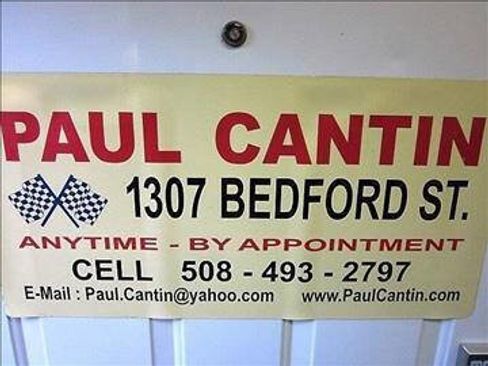 PAUL CANTIN
1307 BEDFORD ST.
ANYTIME - BY APPOINTMENT
CELL 508 - 493 - 2797
E-Mail : Paul.Cantin@yahoo.com www.PaulCantin.com